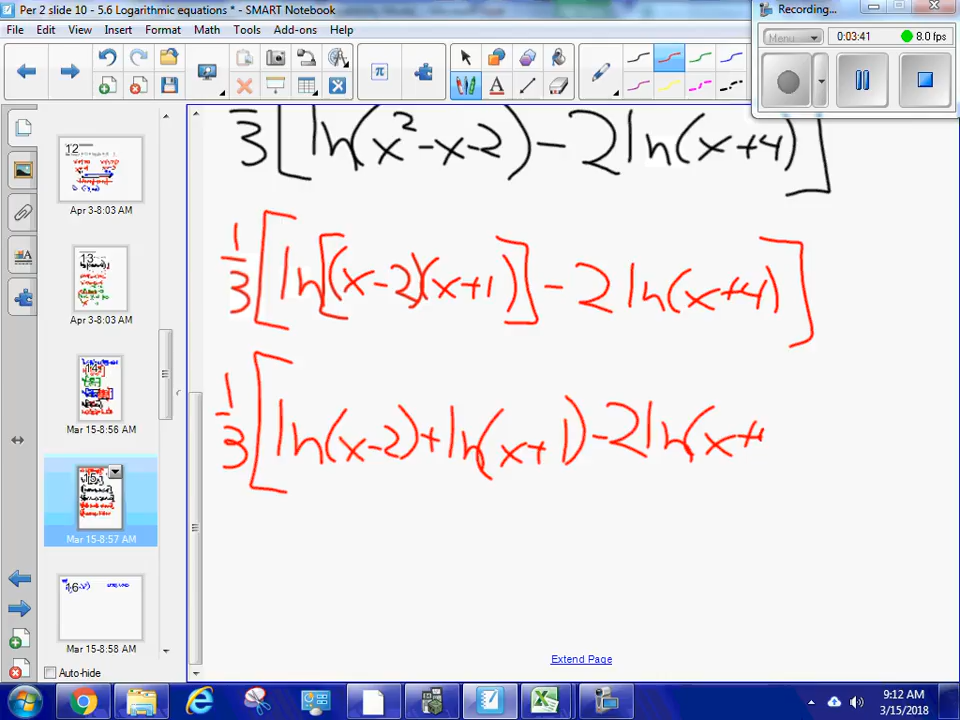 Per 2 slide 10 - 5.6 Logarithmic equations * - SMART Notebook
Recording...
File Edit View Insert Format Math Tools Add-ons Help
Menu
0:03:41
8.0 fps
12
Apr 3-8:03 AM
13
Apr 3-8:03 AM
14
Mar 15-8:56 AM
15
Mar 15-8:57 AM
16
Mar 15-8:58 AM
Auto-hide
3[ln(x²-x-2)-2ln(x+4)]
1/3[ln[(x-2)(x+1)]-2ln(x+4)]
1/3[ln(x-2)+ln(x+1)-2ln(x+
Extend Page
9:12 AM
3/15/2018